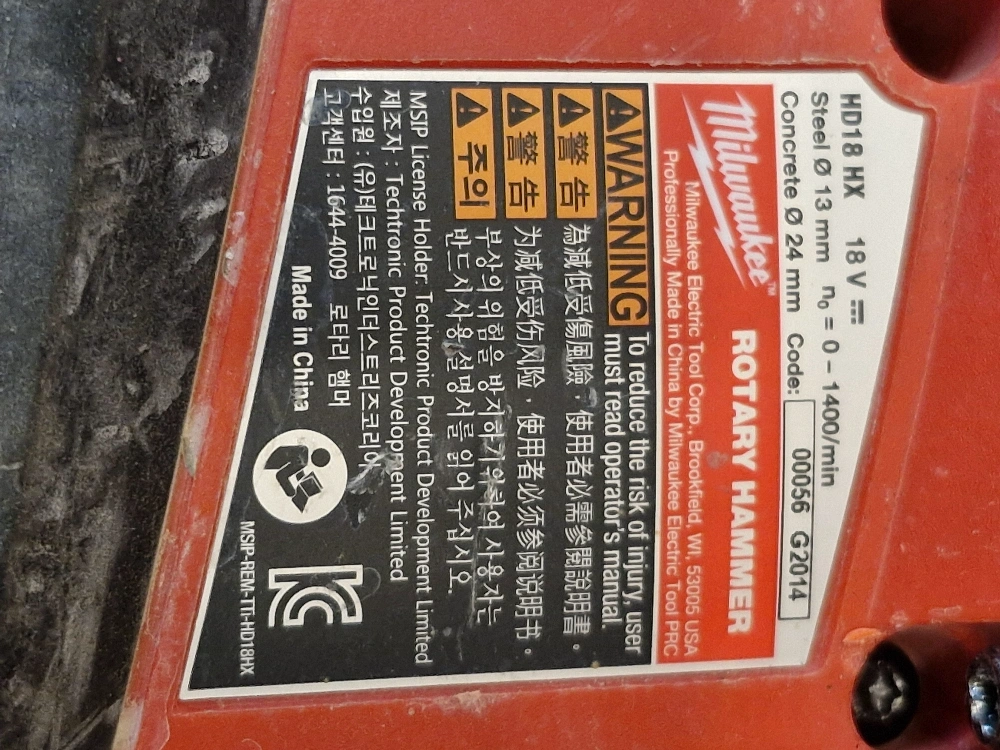 HD18 HX 18 V ⎓
Steel Ø 13 mm n₀ = 0 – 1400/min
Concrete Ø 24 mm Code: 00056 G2014
Milwaukee™ ROTARY HAMMER
Milwaukee Electric Tool Corp., Brookfield, WI, 53005 USA
Professionally Made in China by Milwaukee Electric Tool PRC
WARNING To reduce the risk of injury, user
must read operator's manual.
警告 為減低受傷風險，使用者必需參閱說明書。
警告 为减低受伤风险，使用者必须参阅说明书。
주의 부상의 위험을 방지하기 위하여 사용자는
반드시 사용 설명서를 읽어 주십시오.
MSIP License Holder: Techtronic Product Development Limited
제조자 : Techtronic Product Development Limited
수입원 : (유)테크트로닉인더스트리즈코리아
고객센터 : 1644-4009 로터리 햄머
Made in China
MSIP-REM-TTi-HD18HX